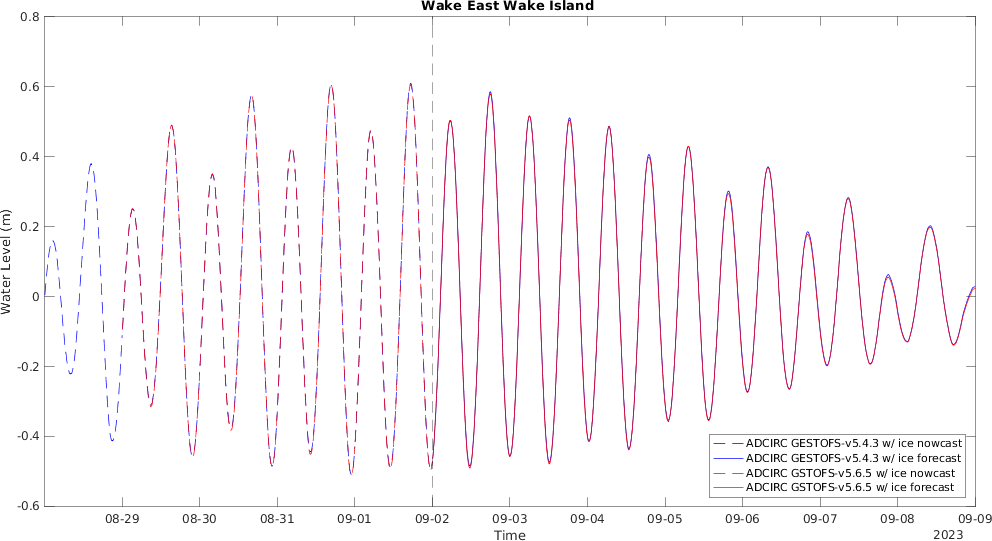 Wake East Wake Island
0.8
0.6
0.4
0.2
0
-0.2
-0.4
-0.6
Water Level (m)
ADCIRC GESTOFS-v5.4.3 w/ ice nowcast
ADCIRC GESTOFS-v5.4.3 w/ ice forecast
ADCIRC GSTOFS-v5.6.5 w/ ice nowcast
ADCIRC GSTOFS-v5.6.5 w/ ice forecast
08-29 08-30 08-31 09-01 09-02 09-03 09-04 09-05 09-06 09-07 09-08 09-09
Time
2023